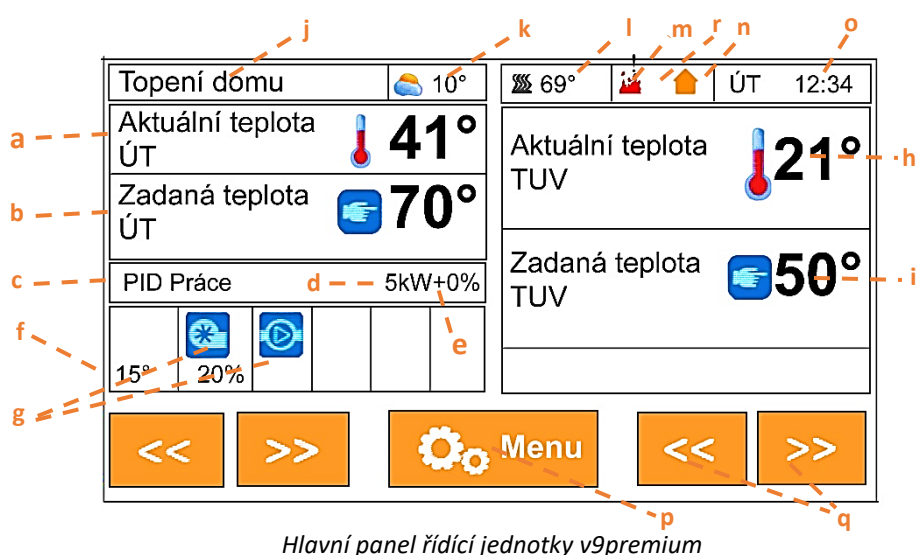 j k l m r n o
Topení domu 10° 69° ÚT 12:34
a Aktuální teplota 41°
ÚT
Aktuální teplota 21° h
TUV
b Zadaná teplota 70°
ÚT
Zadaná teplota 50° i
TUV
c PID Práce d 5kW+0%
e
f
15° 20%
g
<< >> Menu << >>
p q
Hlavní panel řídící jednotky v9premium